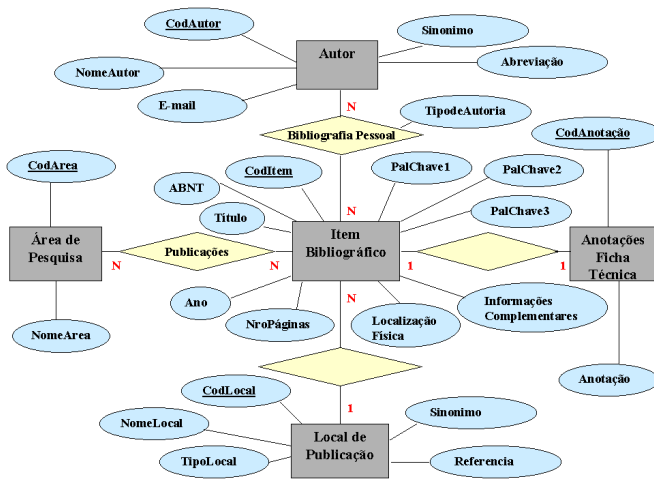 CodAutor
Sinonimo
Autor
NomeAutor
Abreviação
E-mail
N
TipodeAutoria
Bibliografia Pessoal
CodAnotação
CodArea
ABNT
CodItem
PalChave1
PalChave2
Título
N
PalChave3
Área de
Pesquisa
Publicações
Item
Bibliográfico
Anotações
Ficha
Técnica
N
N
1
1
Ano
N
Informações
Complementares
NroPáginas
Localização
Física
NomeArea
Anotação
CodLocal
1
Sinonimo
NomeLocal
Local de
Publicação
TipoLocal
Referencia